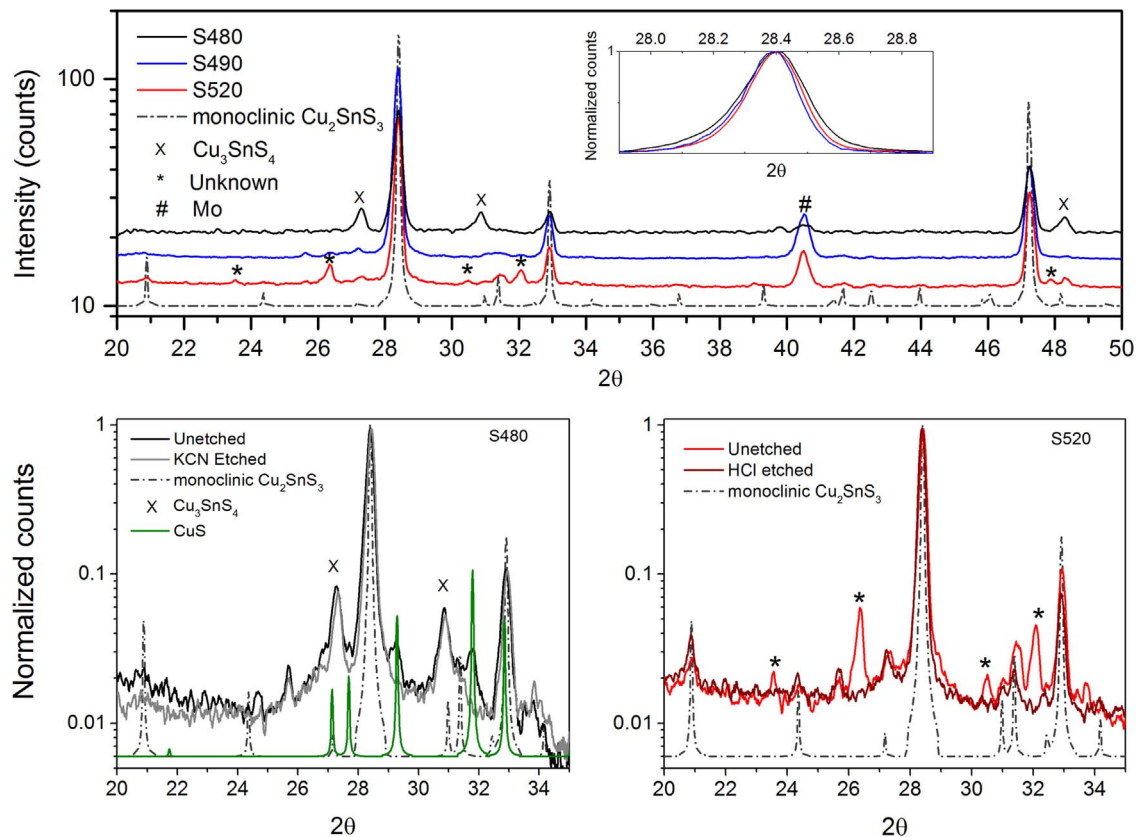 S480
S490
S520
monoclinic Cu₂SnS₃
x Cu₃SnS₄
* Unknown
# Mo
Intensity (counts)
100
10
x
x
#
x
*
*
*
*
*
20 22 24 26 28 30 32 34 36 38 40 42 44 46 48 50
2θ
28.0 28.2 28.4 28.6 28.8
1
Normalized counts
2θ
Unetched
KCN Etched
monoclinic Cu₂SnS₃
x Cu₃SnS₄
CuS
S480
x
x
Normalized counts
1
0.1
0.01
20 22 24 26 28 30 32 34
2θ
Unetched
HCl etched
monoclinic Cu₂SnS₃
S520
*
*
*
*
1
0.1
0.01
20 22 24 26 28 30 32 34
2θ